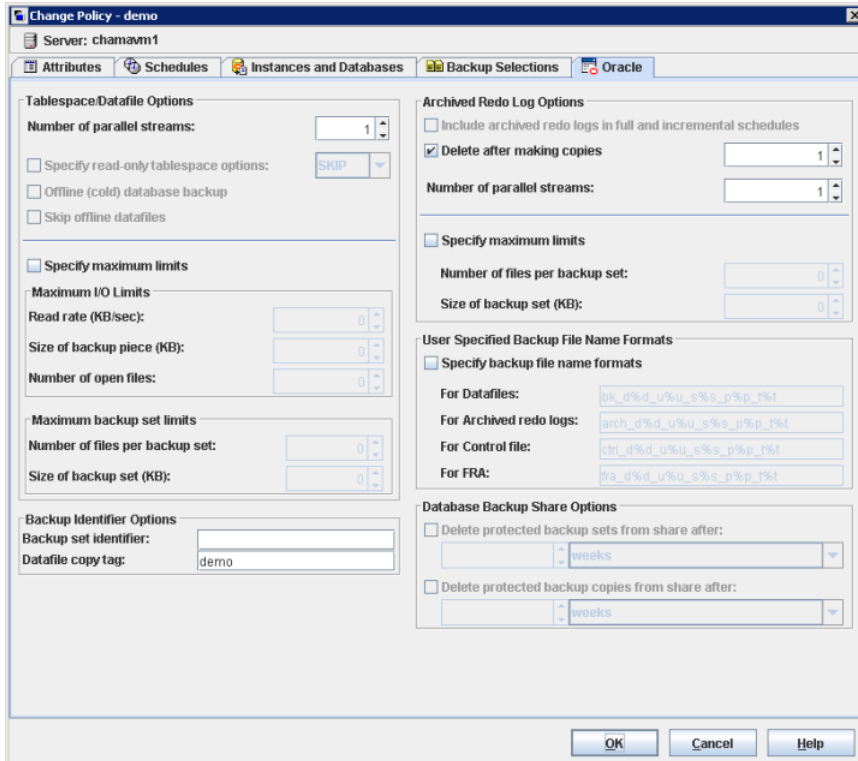 Change Policy - demo
Server: chamavm1
Attributes Schedules Instances and Databases Backup Selections Oracle
Tablespace/Datafile Options
Number of parallel streams: 1
Specify read-only tablespace options: SKIP
Offline (cold) database backup
Skip offline datafiles
Specify maximum limits
Maximum I/O Limits
Read rate (KB/sec): 0
Size of backup piece (KB): 0
Number of open files: 0
Maximum backup set limits
Number of files per backup set: 0
Size of backup set (KB): 0
Backup Identifier Options
Backup set identifier:
Datafile copy tag: demo
Archived Redo Log Options
Include archived redo logs in full and incremental schedules
Delete after making copies 1
Number of parallel streams: 1
Specify maximum limits
Number of files per backup set: 0
Size of backup set (KB): 0
User Specified Backup File Name Formats
Specify backup file name formats
For Datafiles: bk_d%d_u%u_s%s_p%p_t%t
For Archived redo logs: arch_d%d_u%u_s%s_p%p_t%t
For Control file: ctrl_d%d_u%u_s%s_p%p_t%t
For FRA: fra_d%d_u%u_s%s_p%p_t%t
Database Backup Share Options
Delete protected backup sets from share after:
weeks
Delete protected backup copies from share after:
weeks
OK Cancel Help